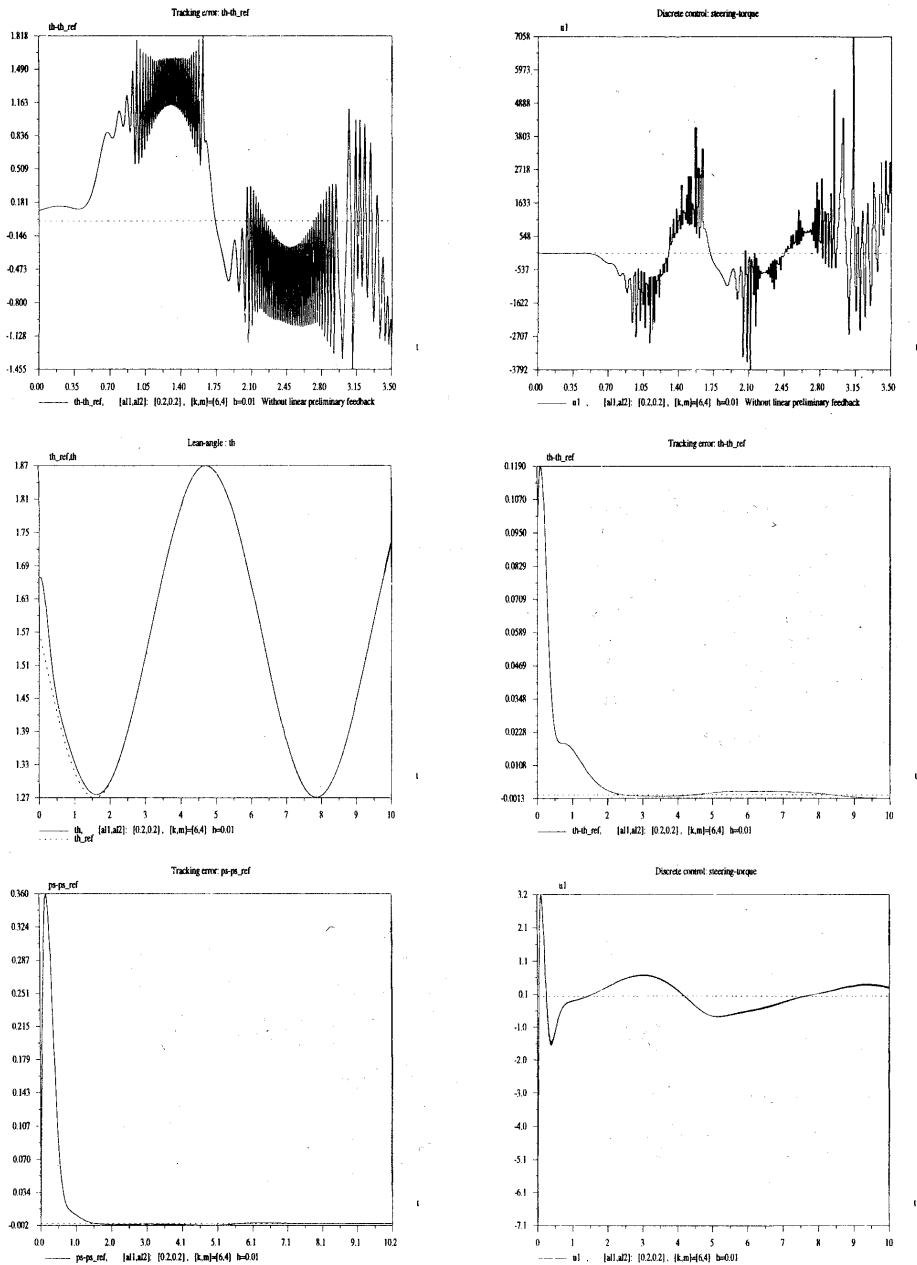 Tracking error: th-th_ref
th-th_ref
1.818
1.490
1.163
0.836
0.509
0.181
-0.146
-0.473
-0.800
-1.128
-1.455
0.00 0.35 0.70 1.05 1.40 1.75 2.10 2.45 2.80 3.15 3.50
t
th-th_ref, [al1,al2]: [0.2,0.2] , [k,m]=[6,4] h=0.01 Without linear preliminary feedback
Discrete control: steering-torque
u1
7058
5973
4888
3803
2718
1633
548
-537
-1622
-2707
-3792
0.00 0.35 0.70 1.05 1.40 1.75 2.10 2.45 2.80 3.15 3.50
t
u1 , [al1,al2]: [0.2,0.2] , [k,m]=[6,4] h=0.01 Without linear preliminary feedback
Lean-angle : th
th_ref,th
1.87
1.81
1.75
1.69
1.63
1.57
1.51
1.45
1.39
1.33
1.27
0 1 2 3 4 5 6 7 8 9 10
t
th, [al1,al2]: [0.2,0.2] , [k,m]=[6,4] h=0.01
th_ref
Tracking error: th-th_ref
th-th_ref
0.1190
0.1070
0.0950
0.0829
0.0709
0.0589
0.0469
0.0348
0.0228
0.0108
-0.0013
0 1 2 3 4 5 6 7 8 9 10
t
th-th_ref, [al1,al2]: [0.2,0.2] , [k,m]=[6,4] h=0.01
Tracking error: ps-ps_ref
ps-ps_ref
0.360
0.324
0.287
0.251
0.215
0.179
0.143
0.107
0.070
0.034
-0.002
0.0 1.0 2.0 3.1 4.1 5.1 6.1 7.1 8.1 9.1 10.2
t
ps-ps_ref, [al1,al2]: [0.2,0.2] , [k,m]=[6,4] h=0.01
Discrete control: steering-torque
u1
3.2
2.1
1.1
0.1
-1.0
-2.0
-3.0
-4.0
-5.1
-6.1
-7.1
0 1 2 3 4 5 6 7 8 9 10
t
u1 , [al1,al2]: [0.2,0.2] , [k,m]=[6,4] h=0.01